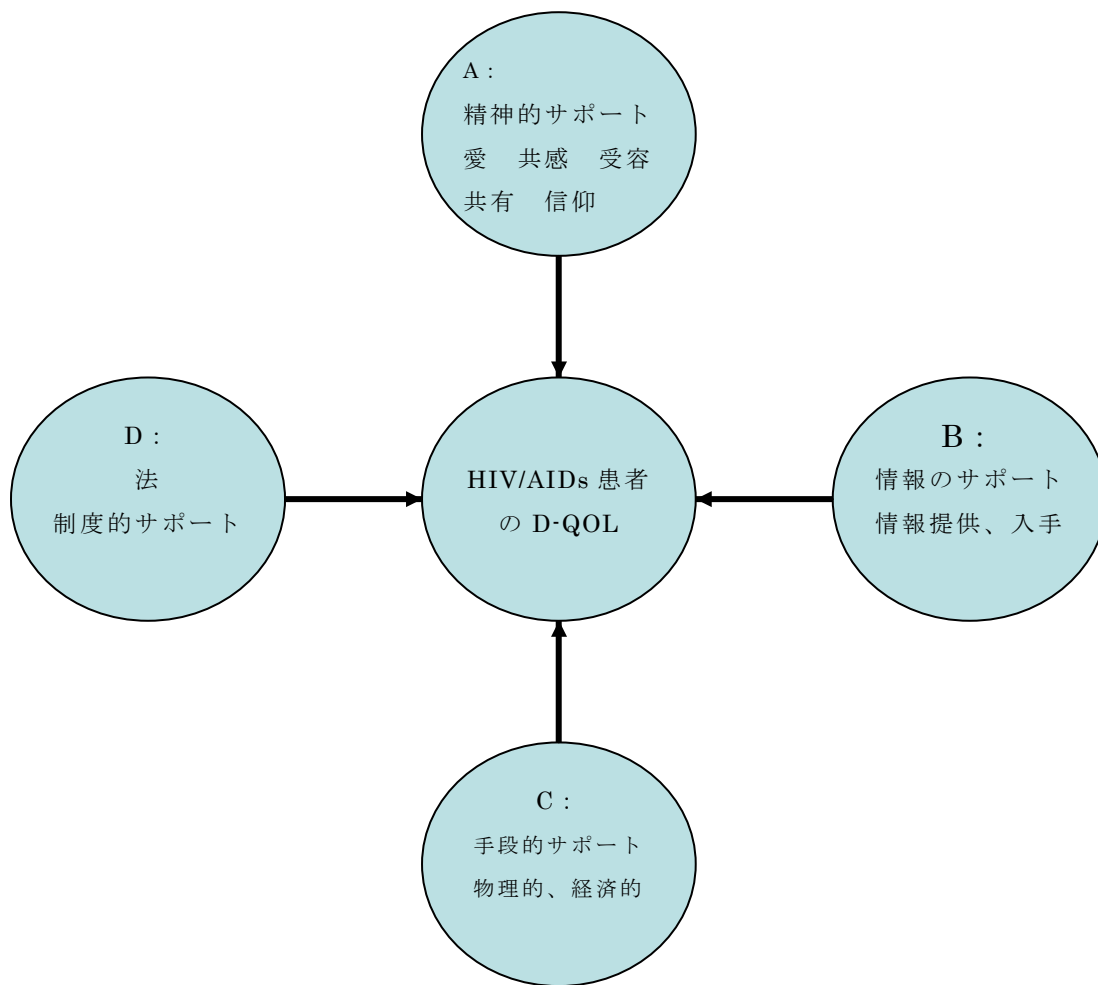 A：
精神的サポート
愛　共感　受容
共有　信仰
D：
法
制度的サポート
HIV/AIDs 患者
の D-QOL
B：
情報のサポート
情報提供、入手
C：
手段的サポート
物理的、経済的